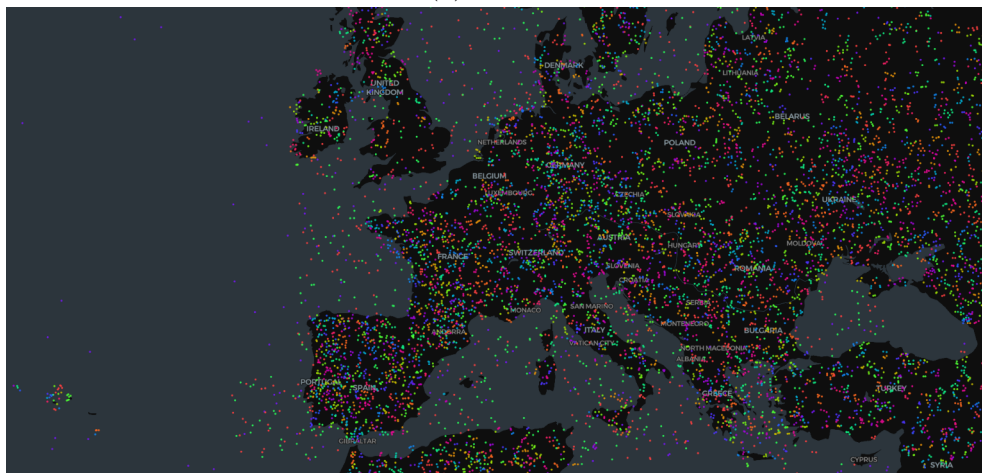 LATVIA
DENMARK
LITHUANIA
UNITED
KINGDOM
BELARUS
IRELAND
NETHERLANDS
POLAND
GERMANY
BELGIUM
LUXEMBOURG
CZECHIA
UKRAINE
SLOVAKIA
AUSTRIA
HUNGARY
MOLDOVA
FRANCE
SWITZERLAND
SLOVENIA
ROMANIA
CROATIA
SAN MARINO
SERBIA
MONACO
MONTENEGRO
ANDORRA
ITALY
BULGARIA
VATICAN CITY
NORTH MACEDONIA
ALBANIA
PORTUGAL
SPAIN
GREECE
TURKEY
GIBRALTAR
CYPRUS
SYRIA